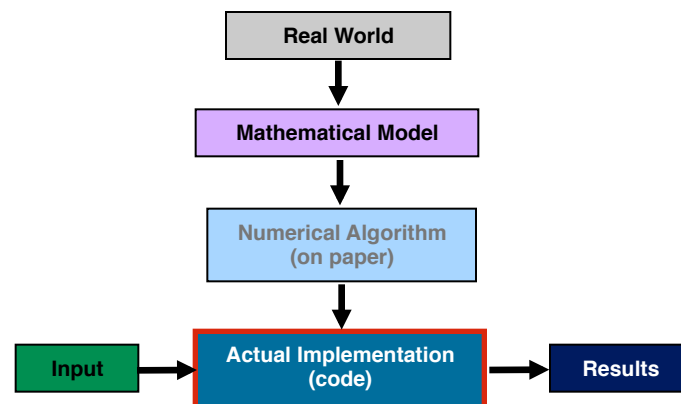 Real World
Mathematical Model
Numerical Algorithm
(on paper)
Input
Actual Implementation
(code)
Results